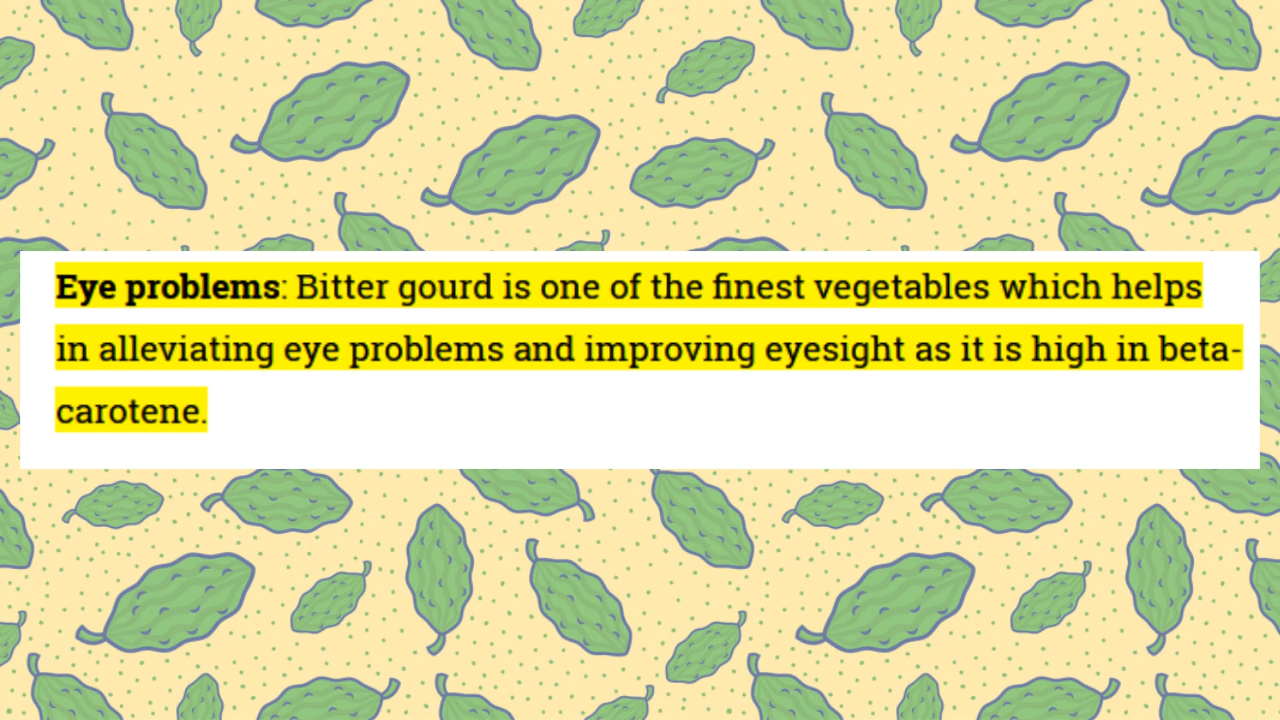 Eye problems: Bitter gourd is one of the finest vegetables which helps
in alleviating eye problems and improving eyesight as it is high in beta-
carotene.